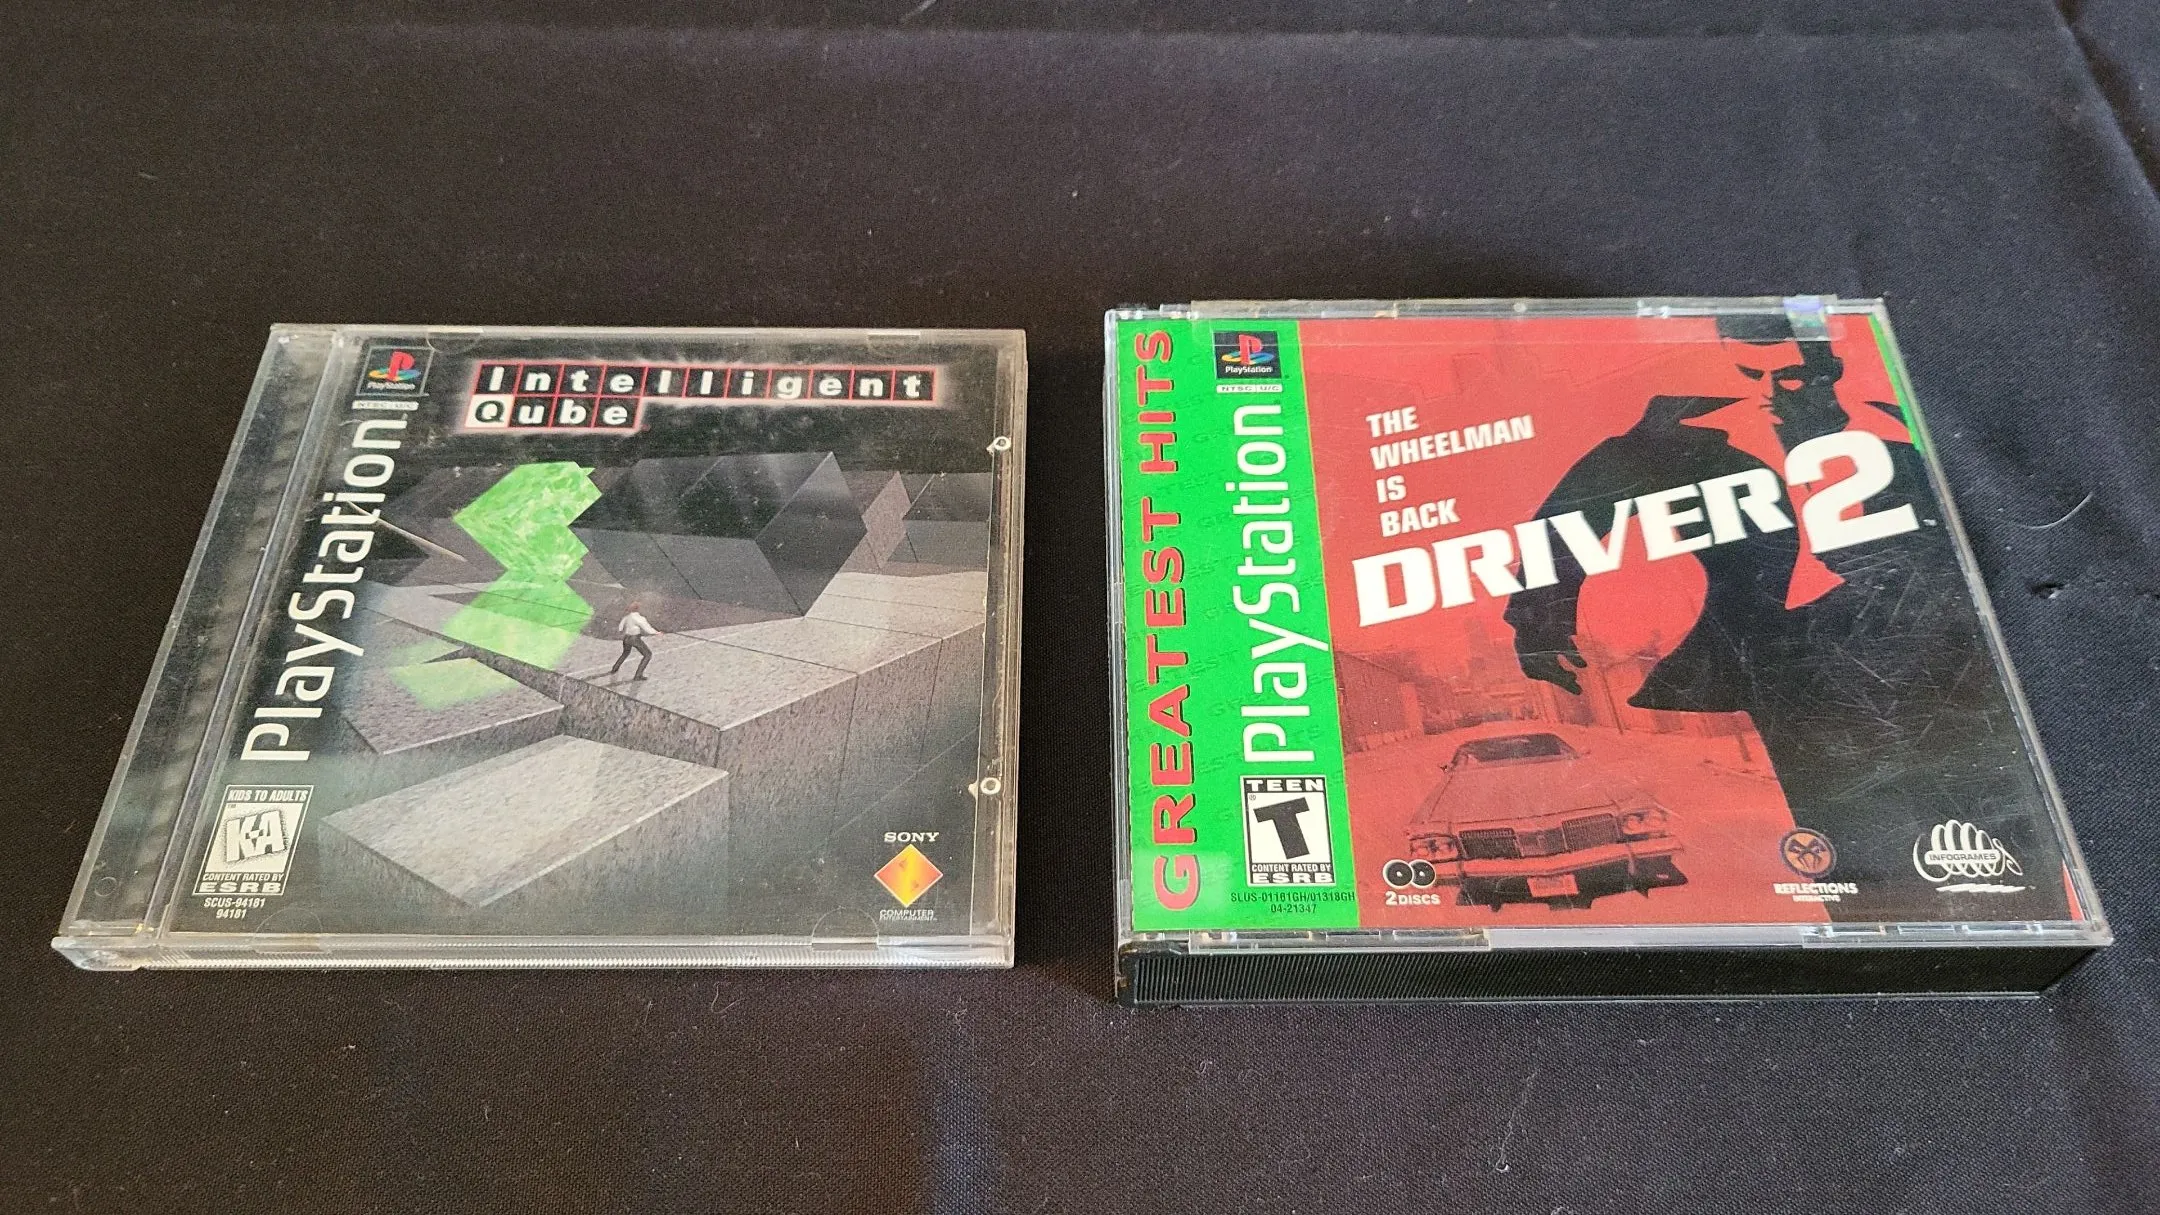 PlayStation
NTSC U/C
PlayStation
Intelligent
Qube
KIDS TO ADULTS
K-A
CONTENT RATED BY
ESRB
SCUS-94181
94181
SONY
COMPUTER
ENTERTAINMENT
GREATEST HITS
PlayStation
NTSC U/C
PlayStation
THE
WHEELMAN
IS
BACK
DRIVER 2
TEEN
T
CONTENT RATED BY
ESRB
SLUS-01161GH/01318GH
04-21347
2 DISCS
REFLECTIONS
INTERACTIVE
INFOGRAMES